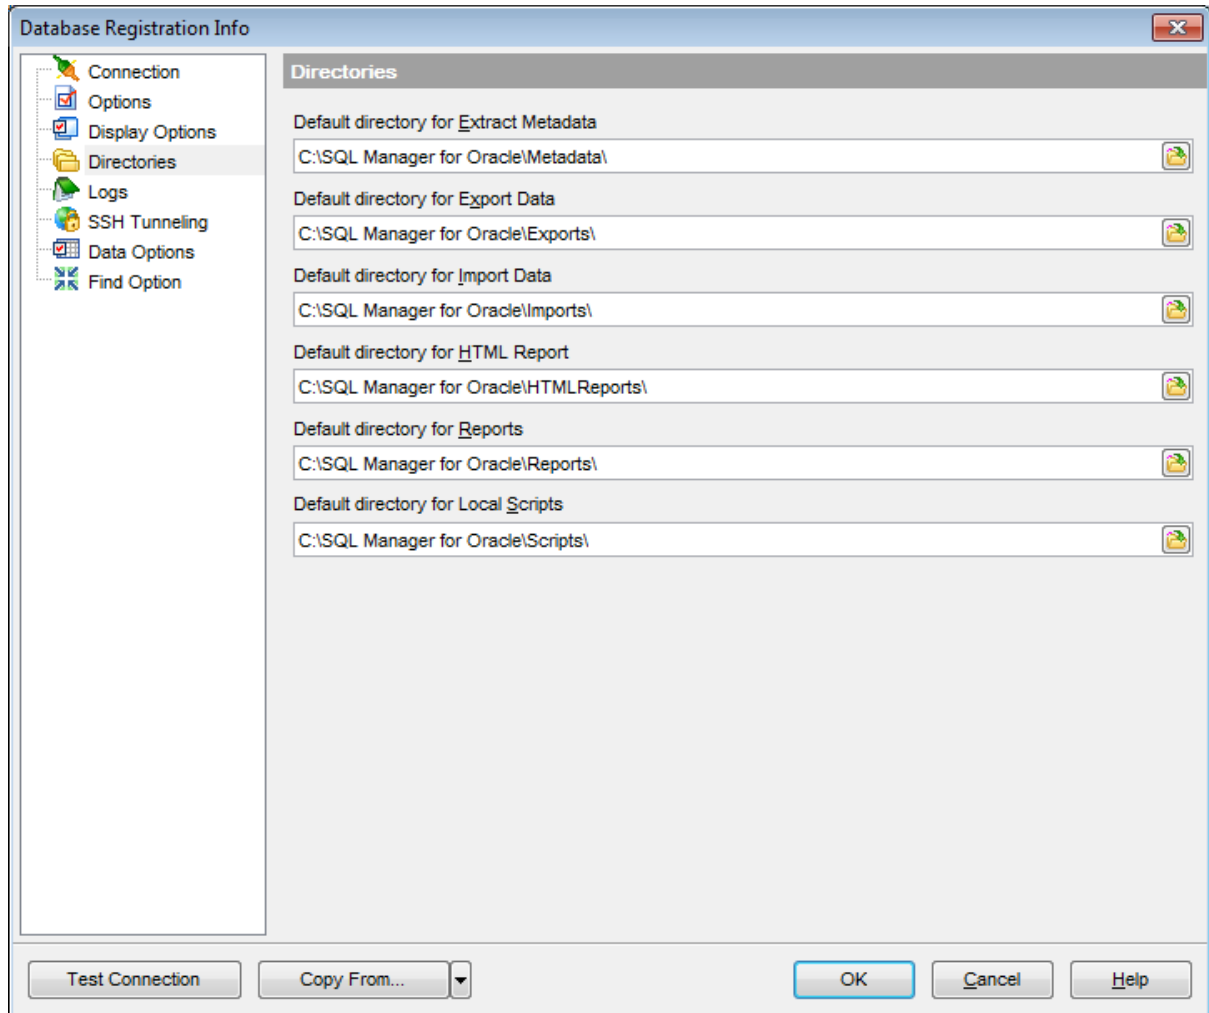 Database Registration Info
Connection
Options
Display Options
Directories
Logs
SSH Tunneling
Data Options
Find Option
Directories
Default directory for Extract Metadata
C:\SQL Manager for Oracle\Metadata\
Default directory for Export Data
C:\SQL Manager for Oracle\Exports\
Default directory for Import Data
C:\SQL Manager for Oracle\Imports\
Default directory for HTML Report
C:\SQL Manager for Oracle\HTMLReports\
Default directory for Reports
C:\SQL Manager for Oracle\Reports\
Default directory for Local Scripts
C:\SQL Manager for Oracle\Scripts\
Test Connection
Copy From...
OK
Cancel
Help